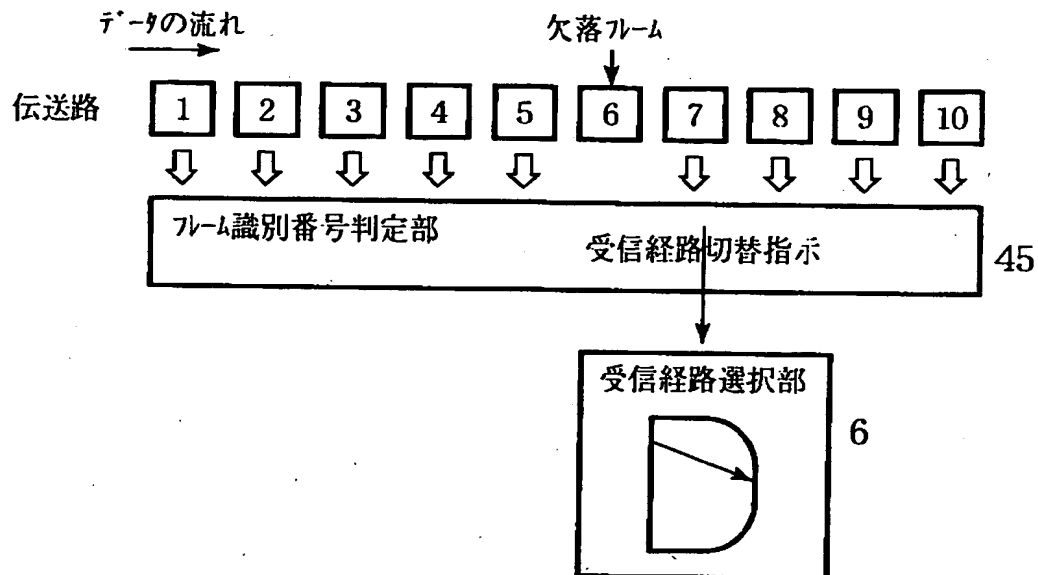 ﾃﾞｰﾀの流れ
欠落ﾌﾚｰﾑ
伝送路 1 2 3 4 5 6 7 8 9 10
ﾌﾚｰﾑ識別番号判定部
受信経路切替指示
45
受信経路選択部
6